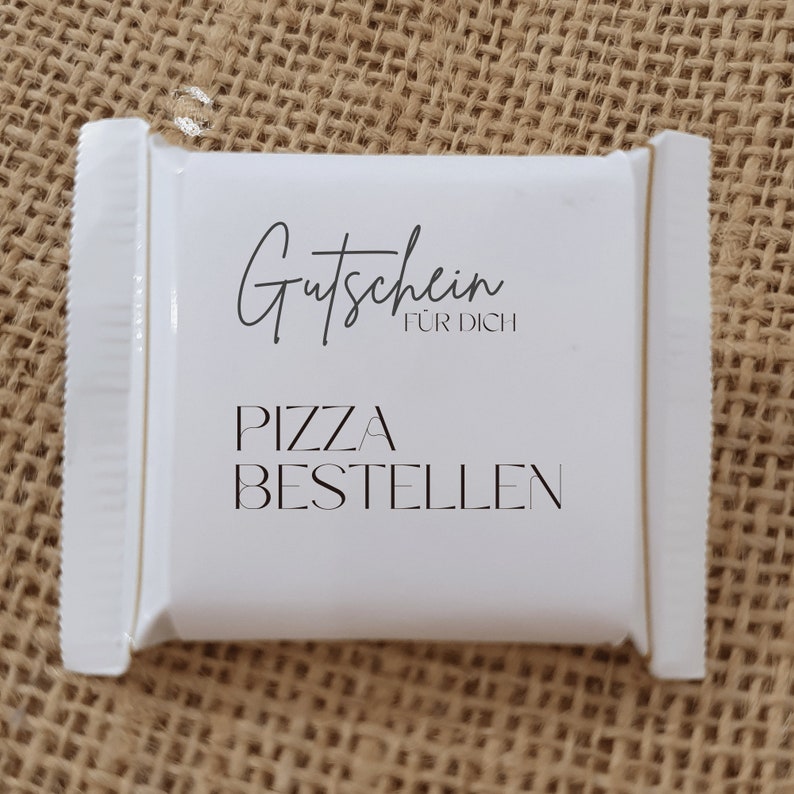 Gutschein
FÜR DICH
PIZZA
BESTELLEN